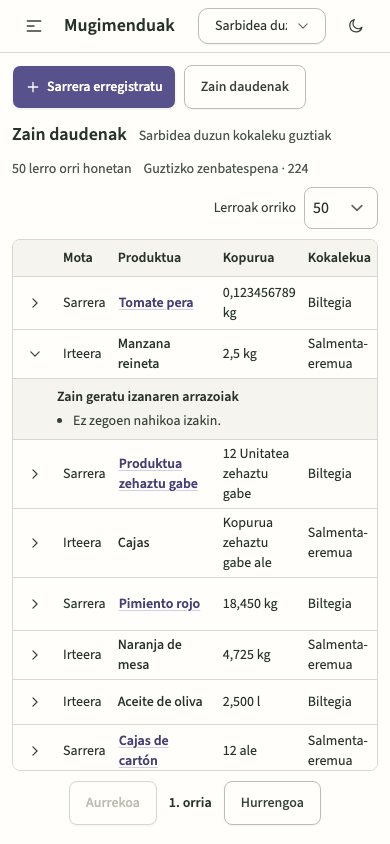 Mugimenduak
Sarbidea du
Sarrera erregistratu
Zain daudenak
Zain daudenak Sarbidea duzun kokaleku guztiak
50 lerro orri honetan Guztizko zenbatespena · 224
Lerroak orriko 50
Mota Produktua Kopurua Kokalekua
Sarrera Tomate pera 0,123456789 kg Biltegia
Irteera Manzana reineta 2,5 kg Salmenta-eremua
Zain geratu izanaren arrazoiak
• Ez zegoen nahikoa izakin.
Sarrera Produktua zehaztu gabe 12 Unitatea zehaztu gabe Biltegia
Irteera Cajas Kopurua zehaztu gabe ale Salmenta-eremua
Sarrera Pimiento rojo 18,450 kg Biltegia
Irteera Naranja de mesa 4,725 kg Salmenta-eremua
Irteera Aceite de oliva 2,500 l Biltegia
Sarrera Cajas de cartón 12 ale Salmenta-eremua
Aurrekoa 1. orria Hurrengoa